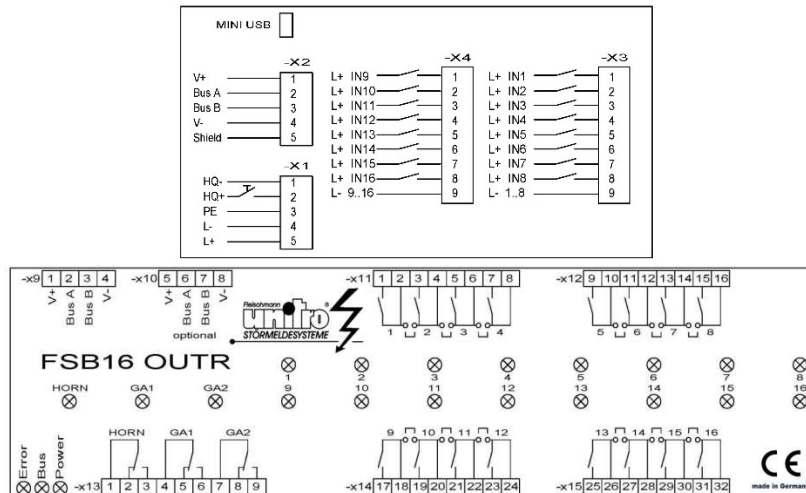 MINI USB
-X2
V+ 1
Bus A 2
Bus B 3
V- 4
Shield 5
-X1
HQ- 1
HQ+ 2
PE 3
L- 4
L+ 5
-X4
L+ IN9 1
L+ IN10 2
L+ IN11 3
L+ IN12 4
L+ IN13 5
L+ IN14 6
L+ IN15 7
L+ IN16 8
L- 9..16 9
-X3
L+ IN1 1
L+ IN2 2
L+ IN3 3
L+ IN4 4
L+ IN5 5
L+ IN6 6
L+ IN7 7
L+ IN8 8
L- 1..8 9
-x9 1 2 3 4
V+ Bus A Bus B V-
-x10 5 6 7 8
V+ Bus A Bus B V-
optional
Fleischmann
unitro ®
STÖRMELDESYSTEME
-x11 1 2 3 4 5 6 7 8
1 2 3 4
-x12 9 10 11 12 13 14 15 16
5 6 7 8
FSB16 OUTR
1 2 3 4 5 6 7 8
HORN GA1 GA2
9 10 11 12 13 14 15 16
Error
Bus
Power
HORN GA1 GA2
-x13 1 2 3 4 5 6 7 8 9
9 10 11 12
-x14 17 18 19 20 21 22 23 24
13 14 15 16
-x15 25 26 27 28 29 30 31 32
CE
made in Germany